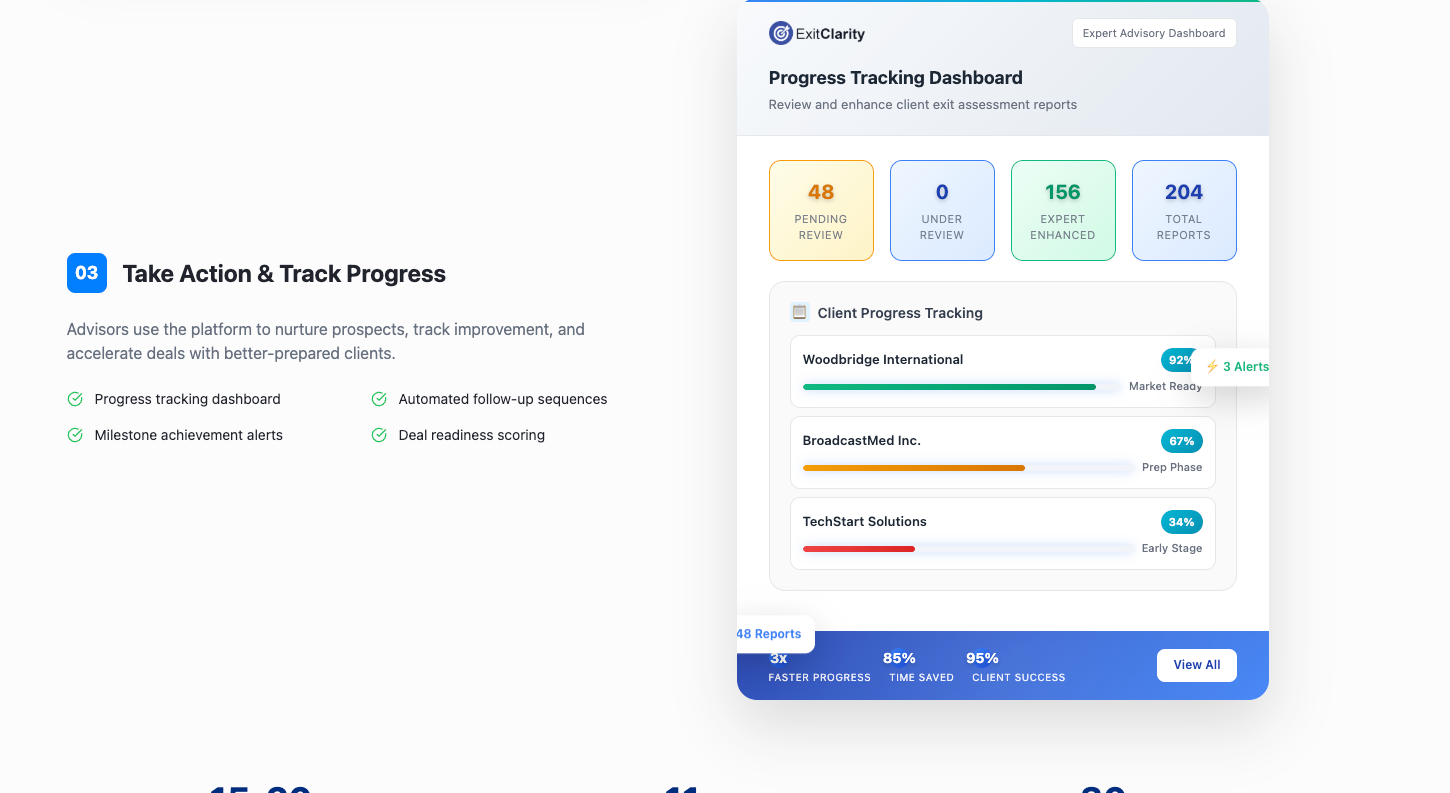 03
Take Action & Track Progress
Advisors use the platform to nurture prospects, track improvement, and
accelerate deals with better-prepared clients.
Progress tracking dashboard
Automated follow-up sequences
Milestone achievement alerts
Deal readiness scoring
ExitClarity
Expert Advisory Dashboard
Progress Tracking Dashboard
Review and enhance client exit assessment reports
48
PENDING
REVIEW
0
UNDER
REVIEW
156
EXPERT
ENHANCED
204
TOTAL
REPORTS
Client Progress Tracking
Woodbridge International
92%
⚡ 3 Alerts
Market Ready
BroadcastMed Inc.
67%
Prep Phase
TechStart Solutions
34%
Early Stage
48 Reports
3x
FASTER PROGRESS
85%
TIME SAVED
95%
CLIENT SUCCESS
View All